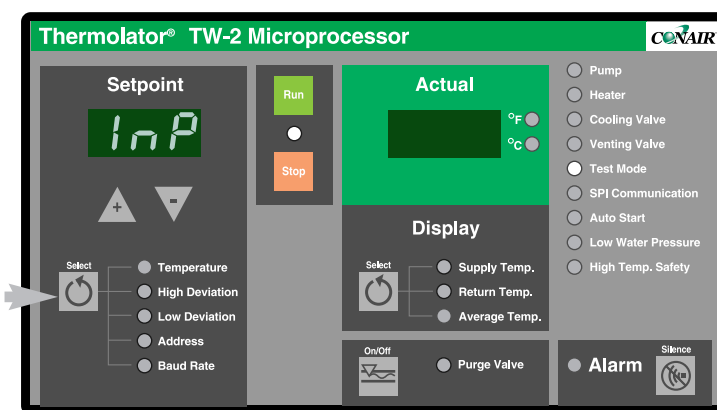 Thermolator® TW-2 Microprocessor
CONAIR
Setpoint
InP
+
-
Select
Temperature
High Deviation
Low Deviation
Address
Baud Rate
Run
Stop
Actual
°F
°C
Display
Select
Supply Temp.
Return Temp.
Average Temp.
On/Off
Purge Valve
Pump
Heater
Cooling Valve
Venting Valve
Test Mode
SPI Communication
Auto Start
Low Water Pressure
High Temp. Safety
Alarm
Silence